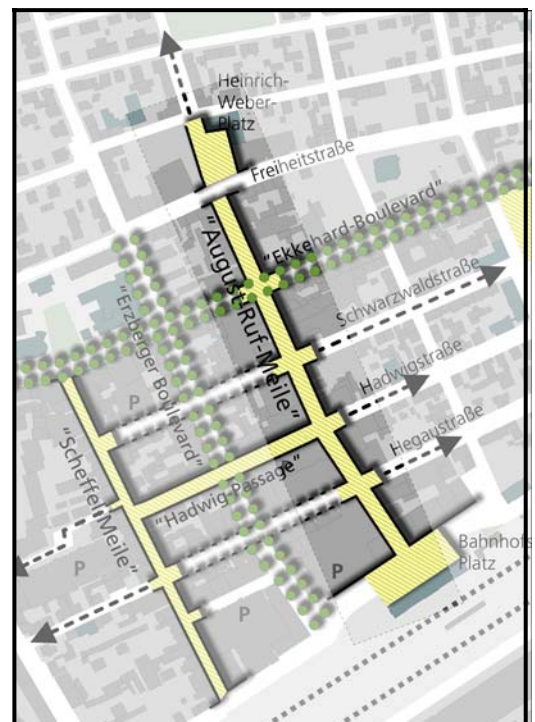 Heinrich-
Weber-
Platz
Freiheitstraße
"Ekkehard-Boulevard"
"August-Ruf-Meile"
Schwarzwaldstraße
"Erzberger Boulevard"
P
Hadwigstraße
Hegaustraße
"Scheffel-Meile"
"Hadwig-Passage"
Bahnhofs
Platz
P
P
P